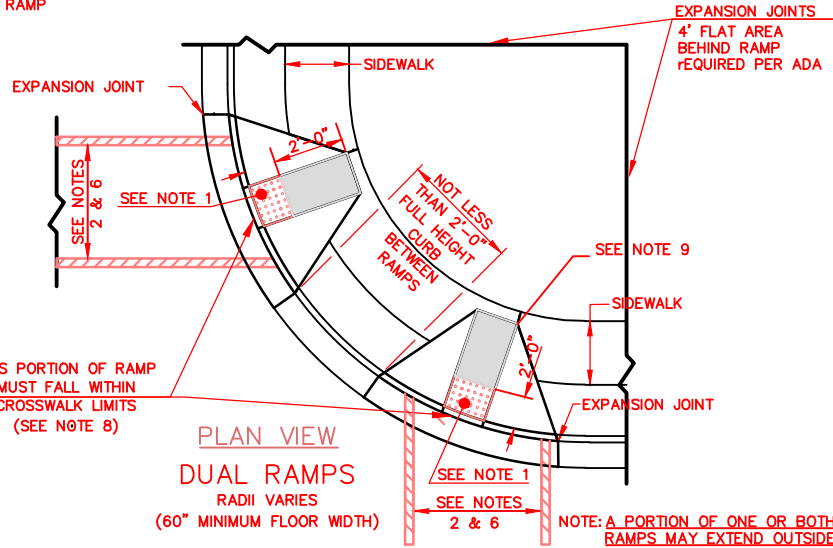 RAMP
EXPANSION JOINTS
4' FLAT AREA
BEHIND RAMP
rEQUIRED PER ADA
SIDEWALK
EXPANSION JOINT
2'-0"
SEE NOTES
2 & 6
SEE NOTE 1
NOT LESS
THAN 2'-0"
FULL HEIGHT
CURB
BETWEEN
RAMPS
SEE NOTE 9
SIDEWALK
2'-0"
S PORTION OF RAMP
MUST FALL WITHIN
CROSSWALK LIMITS
(SEE NOTE 8)
EXPANSION JOINT
PLAN VIEW
DUAL RAMPS
RADII VARIES
(60" MINIMUM FLOOR WIDTH)
SEE NOTE 1
SEE NOTES
2 & 6
NOTE: A PORTION OF ONE OR BOTH
RAMPS MAY EXTEND OUTSIDE